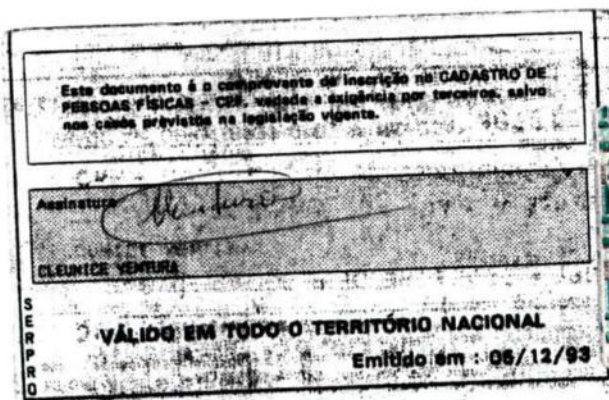 Este documento é o comprovante de inscrição no CADASTRO DE
PESSOAS FÍSICAS - CPF, vedada a exigência por terceiros, salvo
nos casos previstos na legislação vigente.
Assinatura
CLEUNICE VENTURA
SERPRO
VÁLIDO EM TODO O TERRITÓRIO NACIONAL
Emitido em : 06/12/93